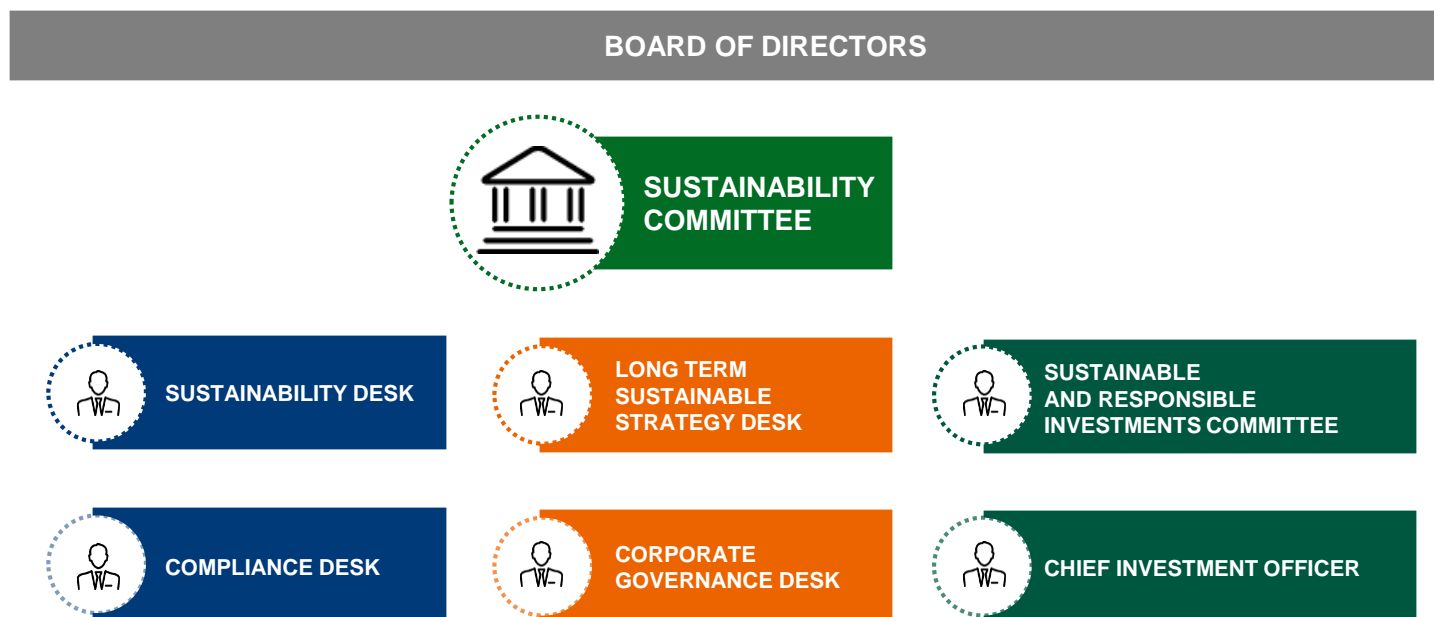 BOARD OF DIRECTORS
SUSTAINABILITY
COMMITTEE
SUSTAINABILITY DESK
LONG TERM
SUSTAINABLE
STRATEGY DESK
SUSTAINABLE
AND RESPONSIBLE
INVESTMENTS COMMITTEE
COMPLIANCE DESK
CORPORATE
GOVERNANCE DESK
CHIEF INVESTMENT OFFICER